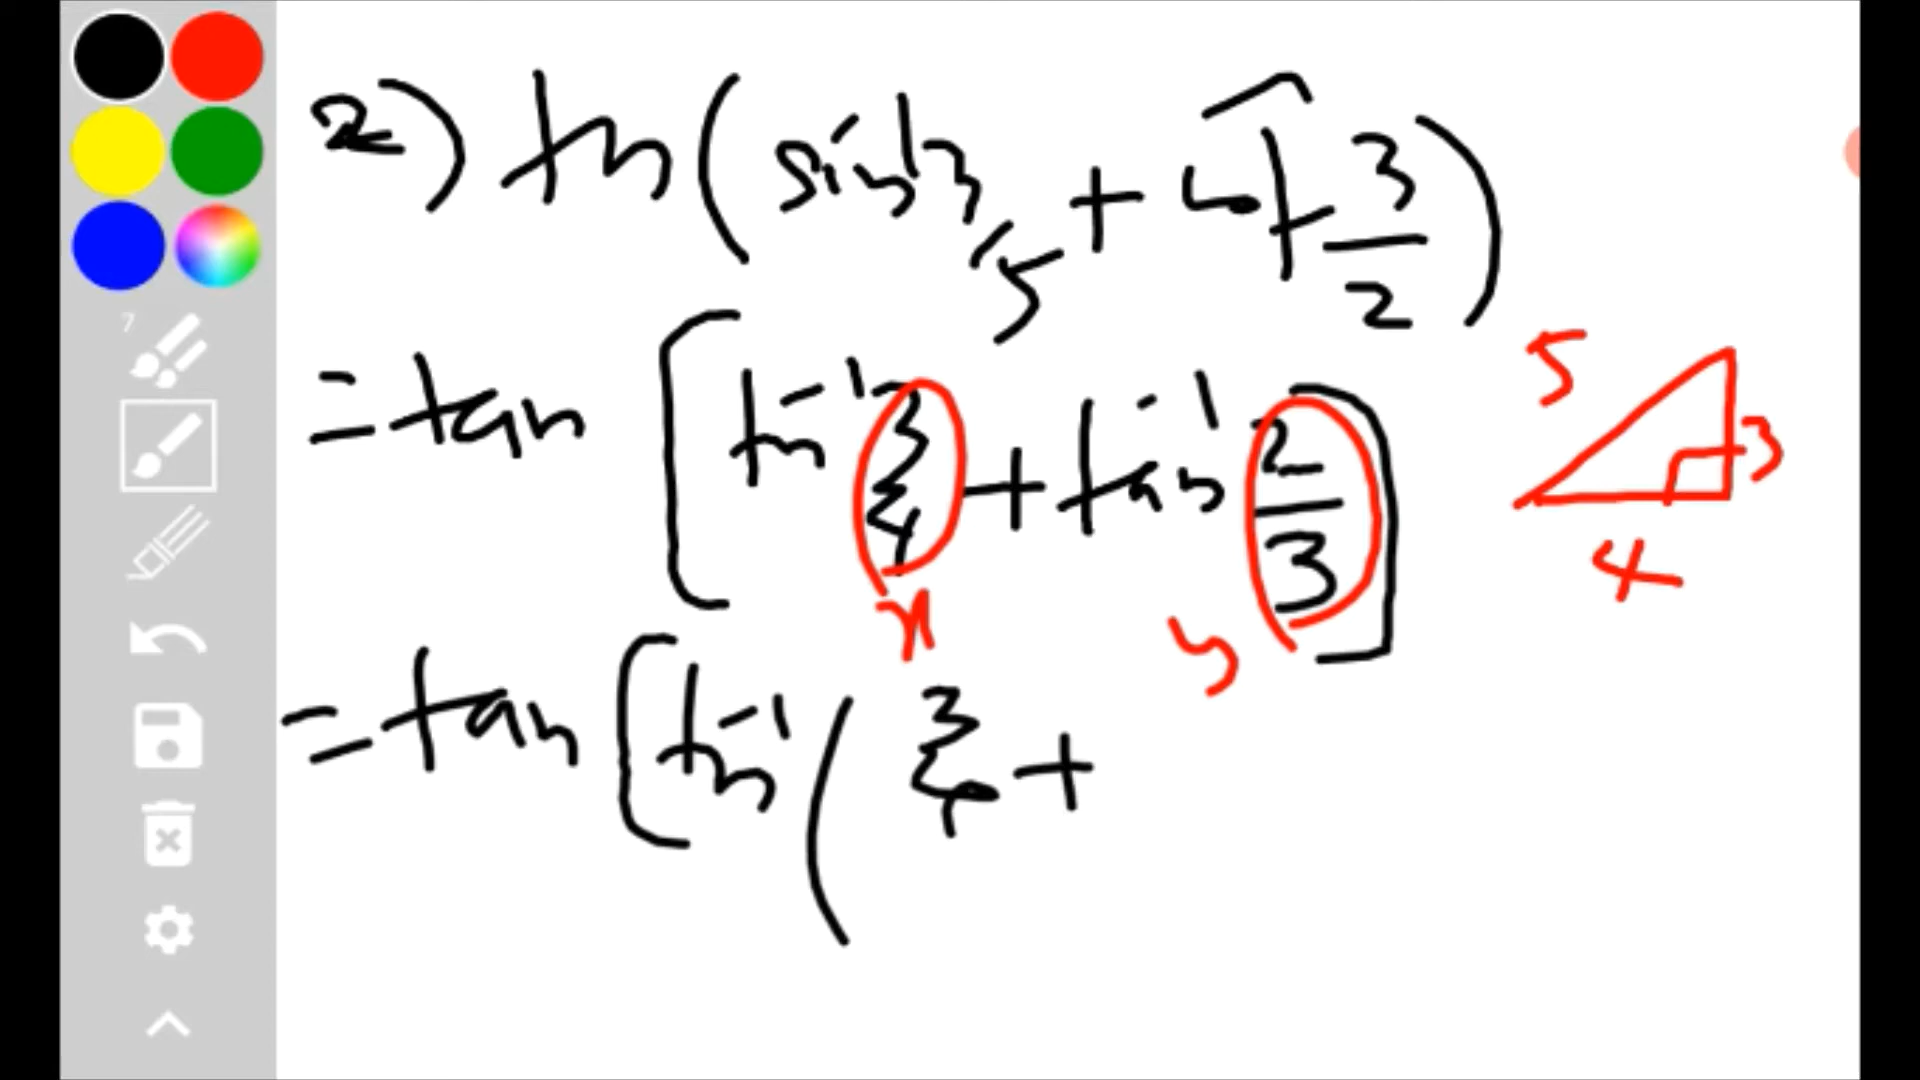 2) tan(sin⁻¹ 3/5 + cot⁻¹ 3/2)
= tan [tan⁻¹ 3/4 + tan⁻¹ 2/3]
5
3
4
x
y
= tan [tan⁻¹ ( 3/4 +
7